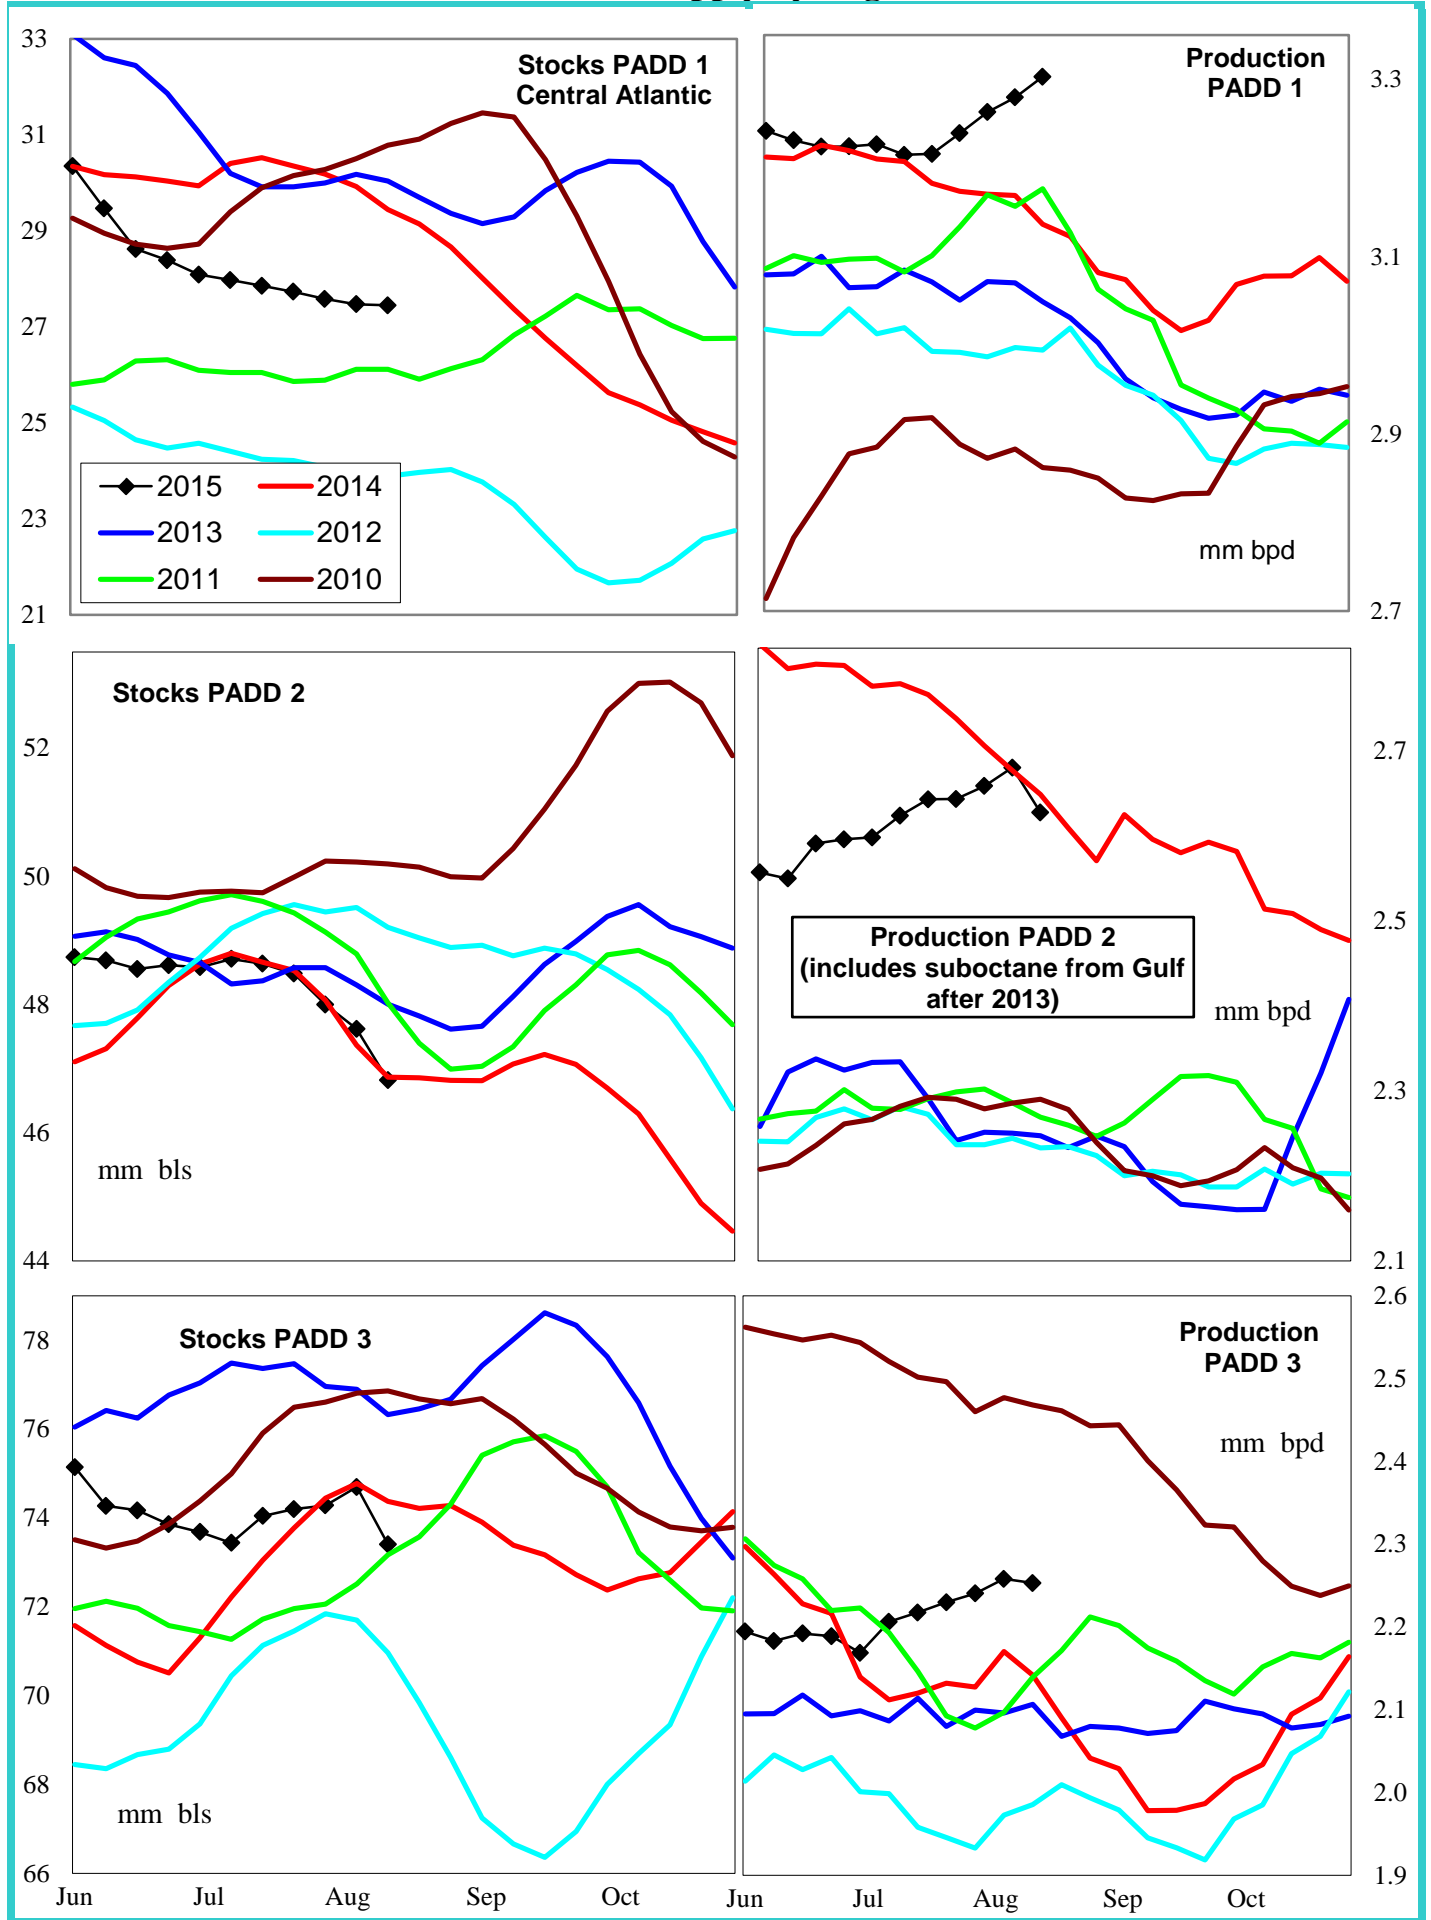 33
31
29
27
25
23
21
Stocks PADD 1
Central Atlantic
2015
2014
2013
2012
2011
2010
Production
PADD 1
mm bpd
3.3
3.1
2.9
2.7
Stocks PADD 2
52
50
48
46
44
mm bls
Production PADD 2
(includes suboctane from Gulf
after 2013)
mm bpd
2.7
2.5
2.3
2.1
Stocks PADD 3
78
76
74
72
70
68
66
mm bls
Jun Jul Aug Sep Oct
Production
PADD 3
mm bpd
2.6
2.5
2.4
2.3
2.2
2.1
2.0
1.9
Jun Jul Aug Sep Oct